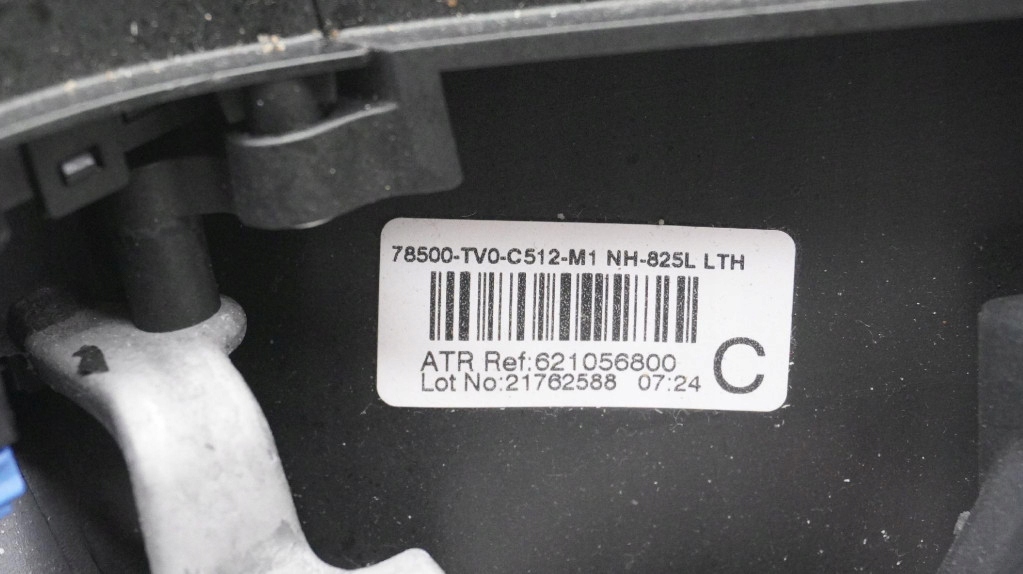 78500-TV0-C512-M1 NH-825L LTH
ATR Ref:621056800
Lot No:21762588 07:24
C